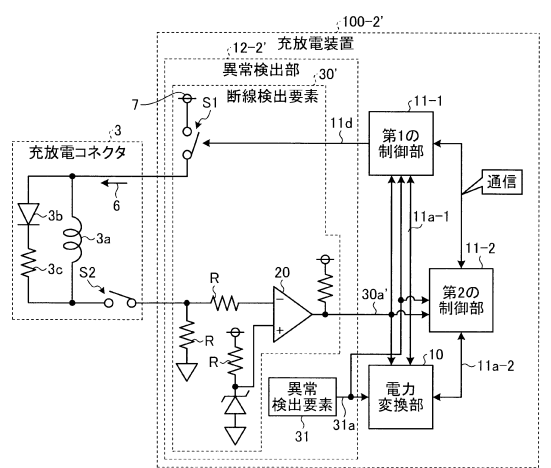 100-2'
充放電装置
12-2'
異常検出部
30'
断線検出要素
7
S1
11d
11-1
第1の
制御部
3
充放電コネクタ
6
通信
3b
3a
3c
11a-1
S2
11-2
第2の
制御部
R
20
−
+
30a'
R
R
10
電力
変換部
11a-2
異常
検出要素
31
31a